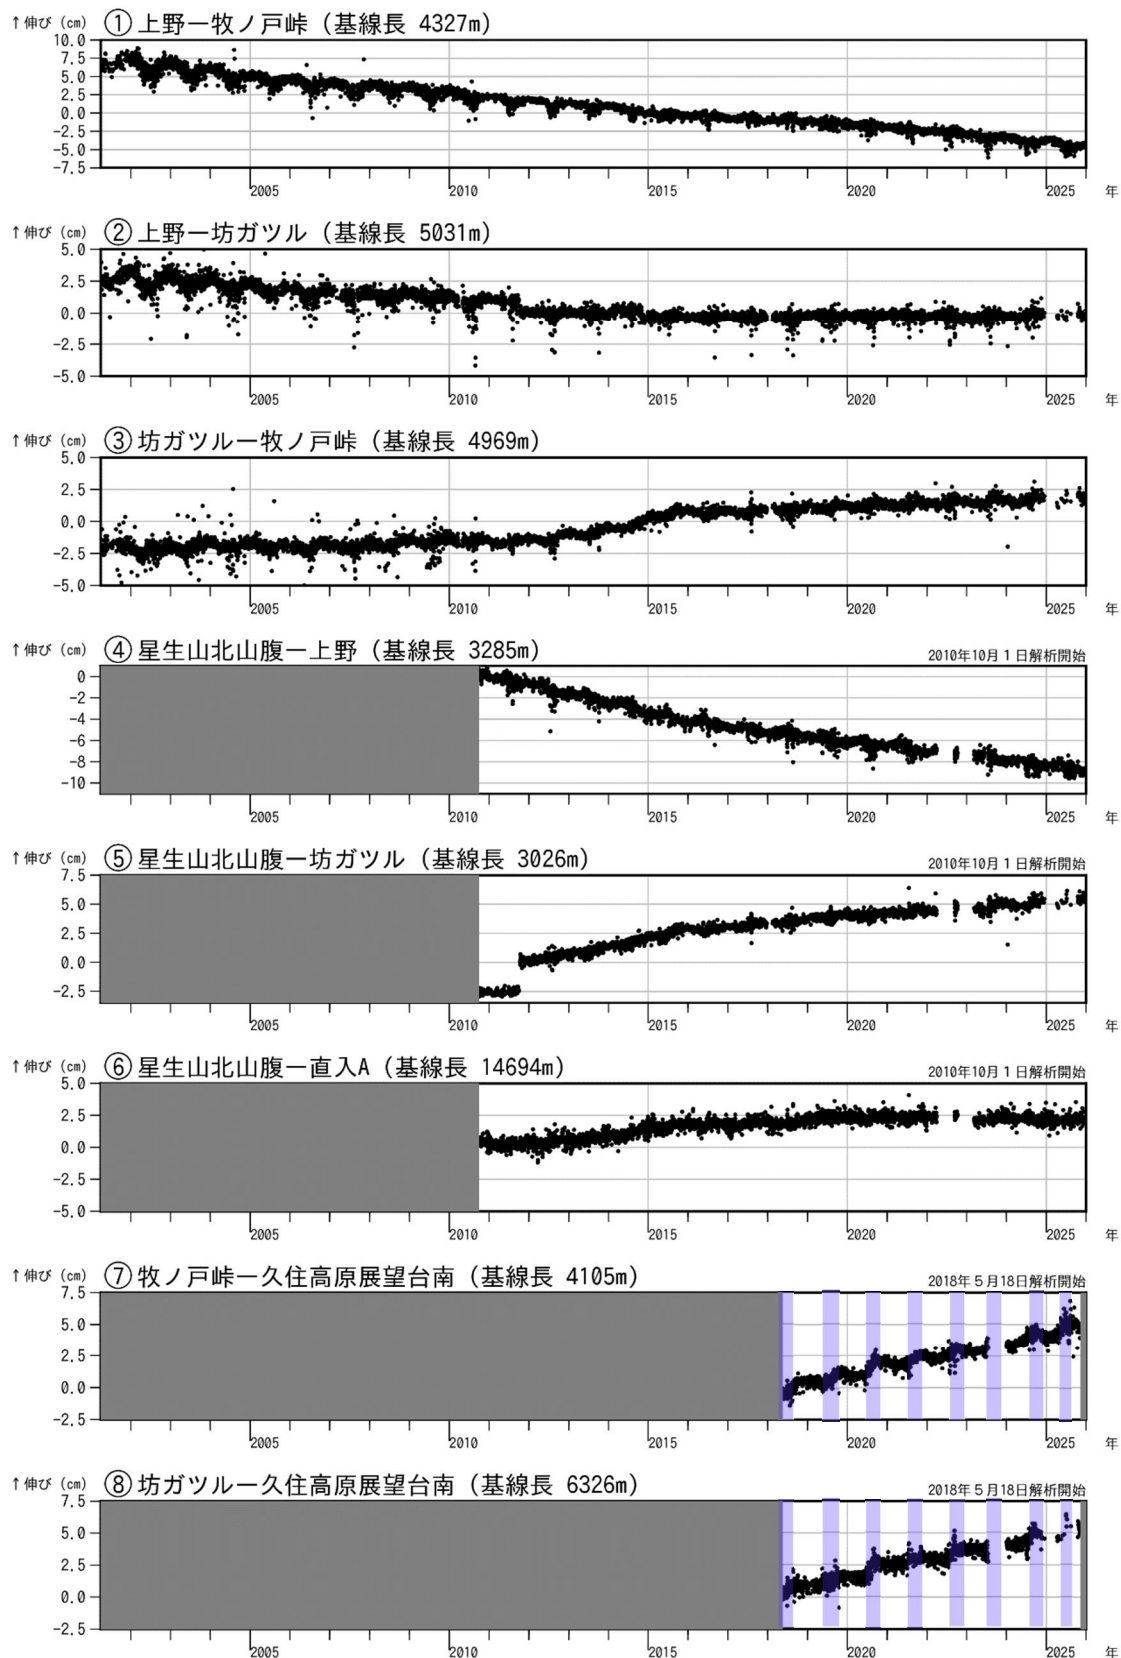 ↑伸び（cm） ① 上野ー牧ノ戸峠（基線長 4327m）
10.0
7.5
5.0
2.5
0.0
−2.5
−5.0
−7.5
2005 2010 2015 2020 2025 年
↑伸び（cm） ② 上野ー坊ガツル（基線長 5031m）
5.0
2.5
0.0
−2.5
−5.0
2005 2010 2015 2020 2025 年
↑伸び（cm） ③ 坊ガツルー牧ノ戸峠（基線長 4969m）
5.0
2.5
0.0
−2.5
−5.0
2005 2010 2015 2020 2025 年
↑伸び（cm） ④ 星生山北山腹ー上野（基線長 3285m） 2010年10月１日解析開始
0
−2
−4
−6
−8
−10
2005 2010 2015 2020 2025 年
↑伸び（cm） ⑤ 星生山北山腹ー坊ガツル（基線長 3026m） 2010年10月１日解析開始
7.5
5.0
2.5
0.0
−2.5
2005 2010 2015 2020 2025 年
↑伸び（cm） ⑥ 星生山北山腹ー直入A（基線長 14694m） 2010年10月１日解析開始
5.0
2.5
0.0
−2.5
−5.0
2005 2010 2015 2020 2025 年
↑伸び（cm） ⑦ 牧ノ戸峠ー久住高原展望台南（基線長 4105m） 2018年５月18日解析開始
7.5
5.0
2.5
0.0
−2.5
2005 2010 2015 2020 2025 年
↑伸び（cm） ⑧ 坊ガツルー久住高原展望台南（基線長 6326m） 2018年５月18日解析開始
7.5
5.0
2.5
0.0
−2.5
2005 2010 2015 2020 2025 年